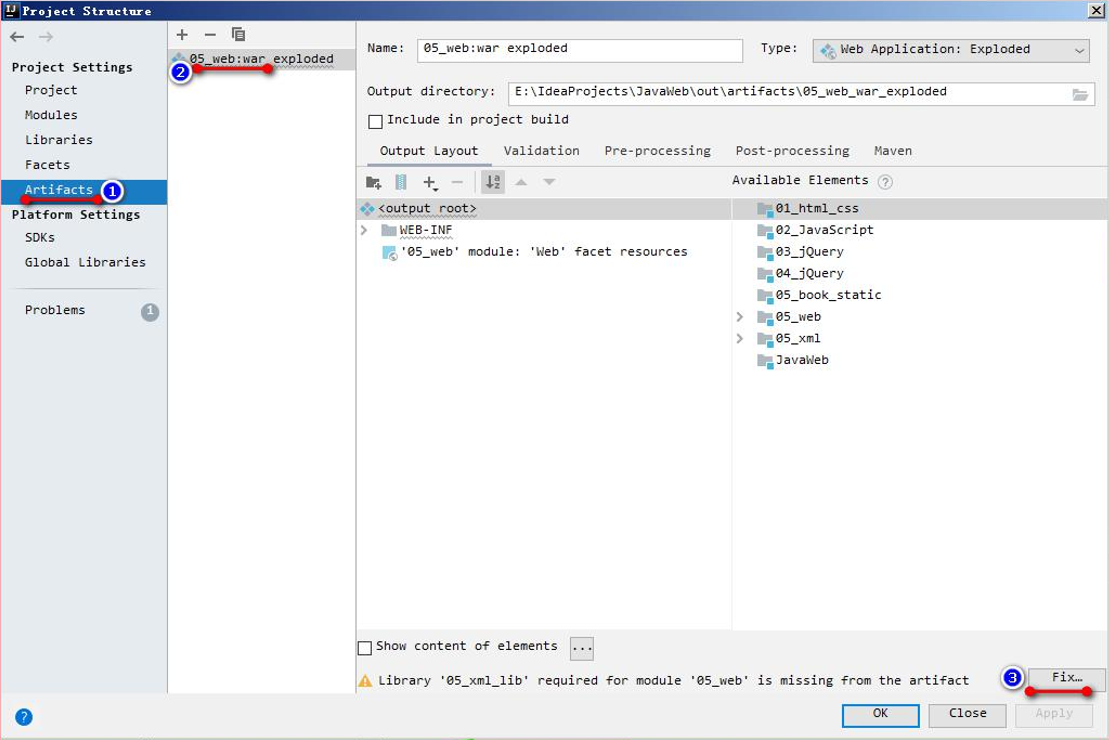 Project Structure
Project Settings
Project
Modules
Libraries
Facets
Artifacts 1
Platform Settings
SDKs
Global Libraries
Problems 1
2 05_web:war exploded
Name: 05_web:war exploded Type: Web Application: Exploded
Output directory: E:\IdeaProjects\JavaWeb\out\artifacts\05_web_war_exploded
Include in project build
Output Layout Validation Pre-processing Post-processing Maven
Available Elements ?
<output root>
WEB-INF
'05_web' module: 'Web' facet resources
01_html_css
02_JavaScript
03_jQuery
04_jQuery
05_book_static
05_web
05_xml
JavaWeb
Show content of elements ...
Library '05_xml_lib' required for module '05_web' is missing from the artifact 3 Fix...
? OK Close Apply